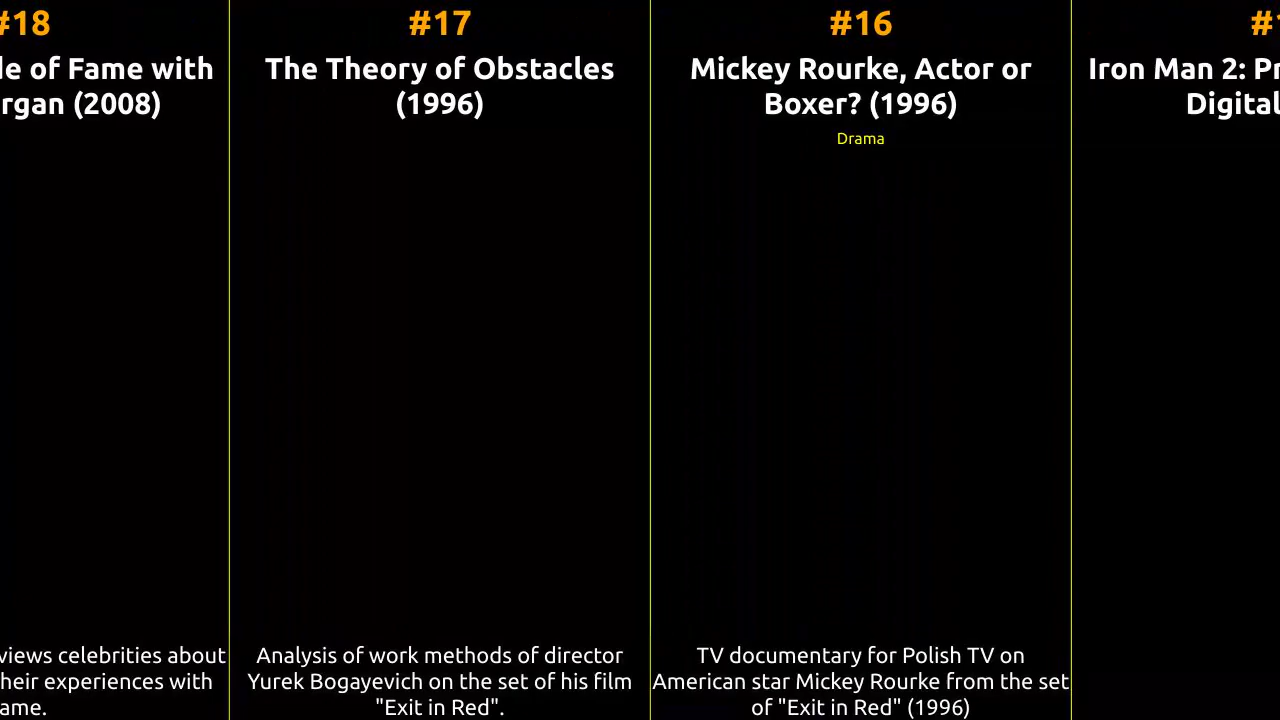 #18
de of Fame with
rgan (2008)
views celebrities about
heir experiences with
ame.
#17
The Theory of Obstacles
(1996)
Analysis of work methods of director
Yurek Bogayevich on the set of his film
"Exit in Red".
#16
Mickey Rourke, Actor or
Boxer? (1996)
Drama
TV documentary for Polish TV on
American star Mickey Rourke from the set
of "Exit in Red" (1996)
#1
Iron Man 2: Pr
Digital